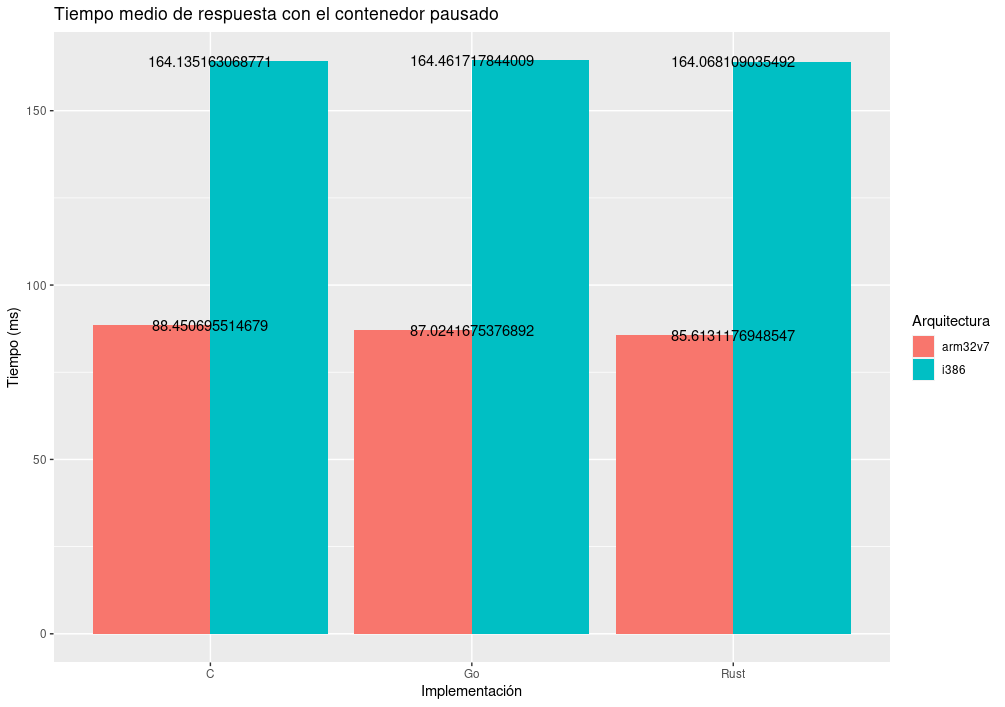 Tiempo medio de respuesta con el contenedor pausado
Tiempo (ms)
150
100
50
0
164.135163068771
164.461717844009
164.068109035492
88.450695514679
87.0241675376892
85.6131176948547
C
Go
Rust
Implementación
Arquitectura
arm32v7
i386